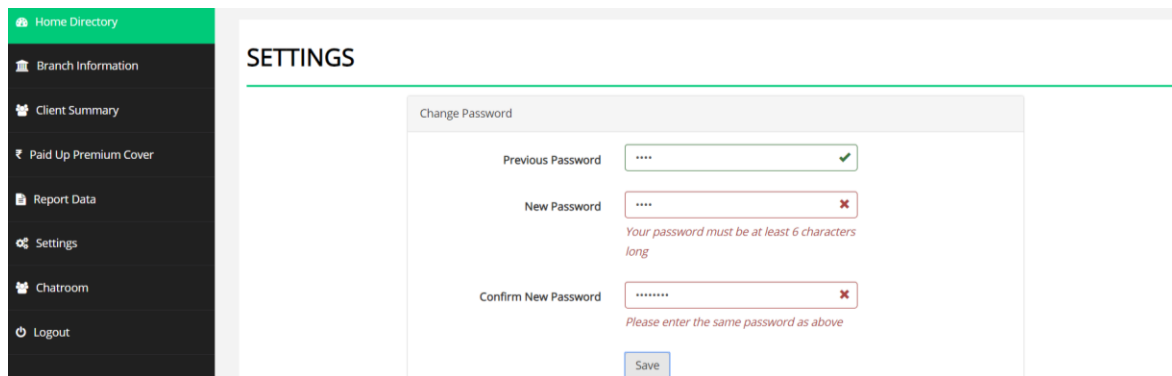 Home Directory
Branch Information
Client Summary
₹ Paid Up Premium Cover
Report Data
Settings
Chatroom
Logout
SETTINGS
Change Password
Previous Password ····
New Password ····
Your password must be at least 6 characters
long
Confirm New Password ········
Please enter the same password as above
Save